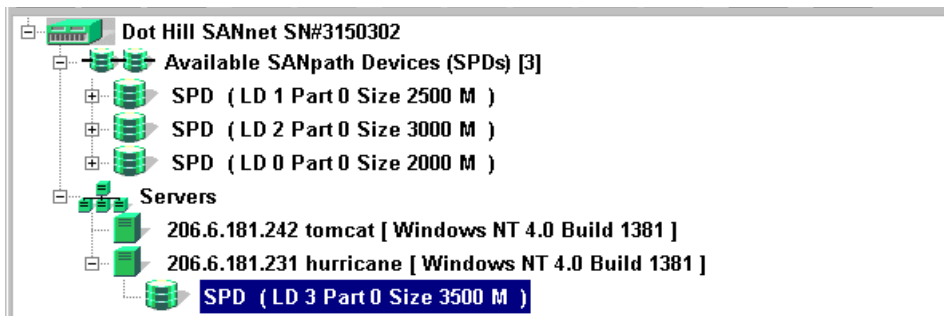 Dot Hill SANnet SN#3150302
Available SANpath Devices (SPDs) [3]
SPD ( LD 1 Part 0 Size 2500 M )
SPD ( LD 2 Part 0 Size 3000 M )
SPD ( LD 0 Part 0 Size 2000 M )
Servers
206.6.181.242 tomcat [ Windows NT 4.0 Build 1381 ]
206.6.181.231 hurricane [ Windows NT 4.0 Build 1381 ]
SPD ( LD 3 Part 0 Size 3500 M )